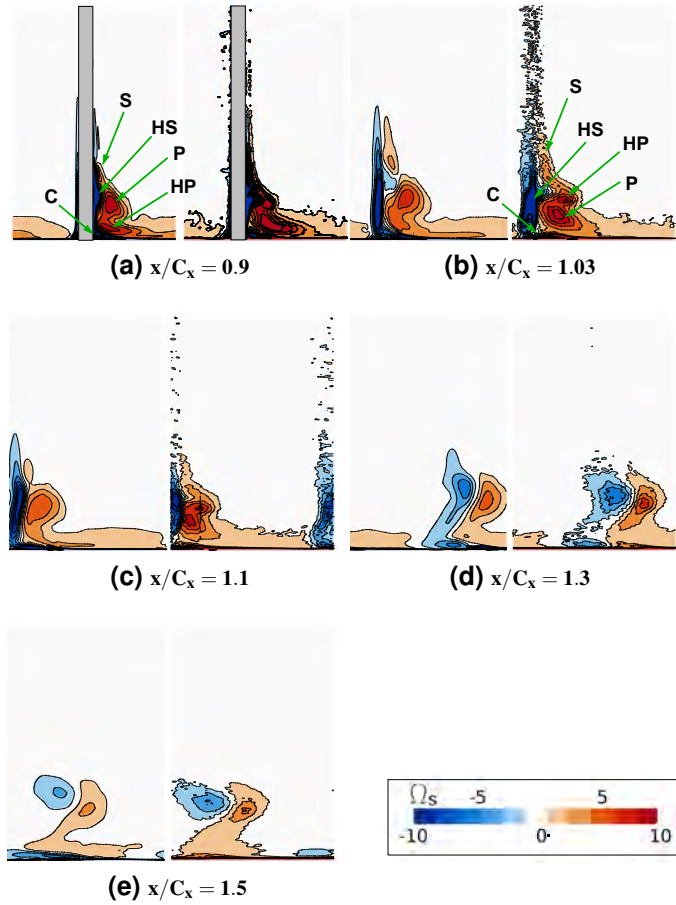 S
HS
P
C
HP
(a) x/Cₓ = 0.9
S
HS
HP
P
C
(b) x/Cₓ = 1.03
(c) x/Cₓ = 1.1
(d) x/Cₓ = 1.3
(e) x/Cₓ = 1.5
Ωs -5 5
-10 0 10